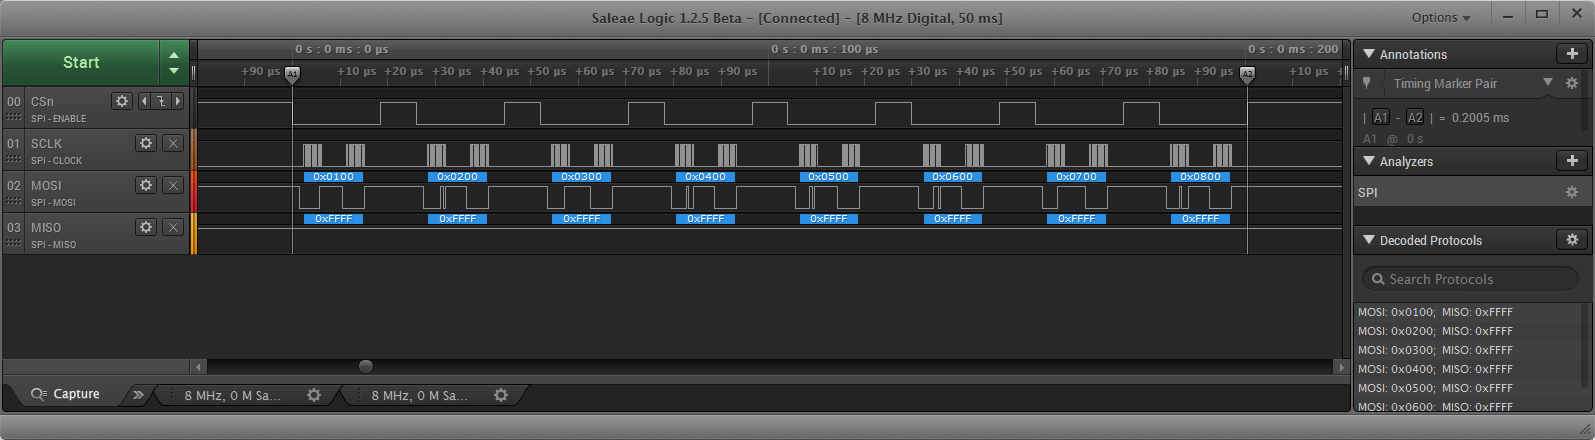 Saleae Logic 1.2.5 Beta - [Connected] - [8 MHz Digital, 50 ms]
Options
Start
0 s : 0 ms : 0 µs
0 s : 0 ms : 100 µs
0 s : 0 ms : 200
+90 µs A1 +10 µs +20 µs +30 µs +40 µs +50 µs +60 µs +70 µs +80 µs +90 µs +10 µs +20 µs +30 µs +40 µs +50 µs +60 µs +70 µs +80 µs +90 µs A2 +10 µs
00 CSn
SPI - ENABLE
01 SCLK
SPI - CLOCK
0x0100 0x0200 0x0300 0x0400 0x0500 0x0600 0x0700 0x0800
02 MOSI
SPI - MOSI
0xFFFF 0xFFFF 0xFFFF 0xFFFF 0xFFFF 0xFFFF 0xFFFF 0xFFFF
03 MISO
SPI - MISO
Annotations
Timing Marker Pair
| A1 - A2 | = 0.2005 ms
A1 @ 0 s
Analyzers
SPI
Decoded Protocols
Search Protocols
MOSI: 0x0100; MISO: 0xFFFF
MOSI: 0x0200; MISO: 0xFFFF
MOSI: 0x0300; MISO: 0xFFFF
MOSI: 0x0400; MISO: 0xFFFF
MOSI: 0x0500; MISO: 0xFFFF
MOSI: 0x0600; MISO: 0xFFFF
Capture
8 MHz, 0 M Sa...
8 MHz, 0 M Sa...